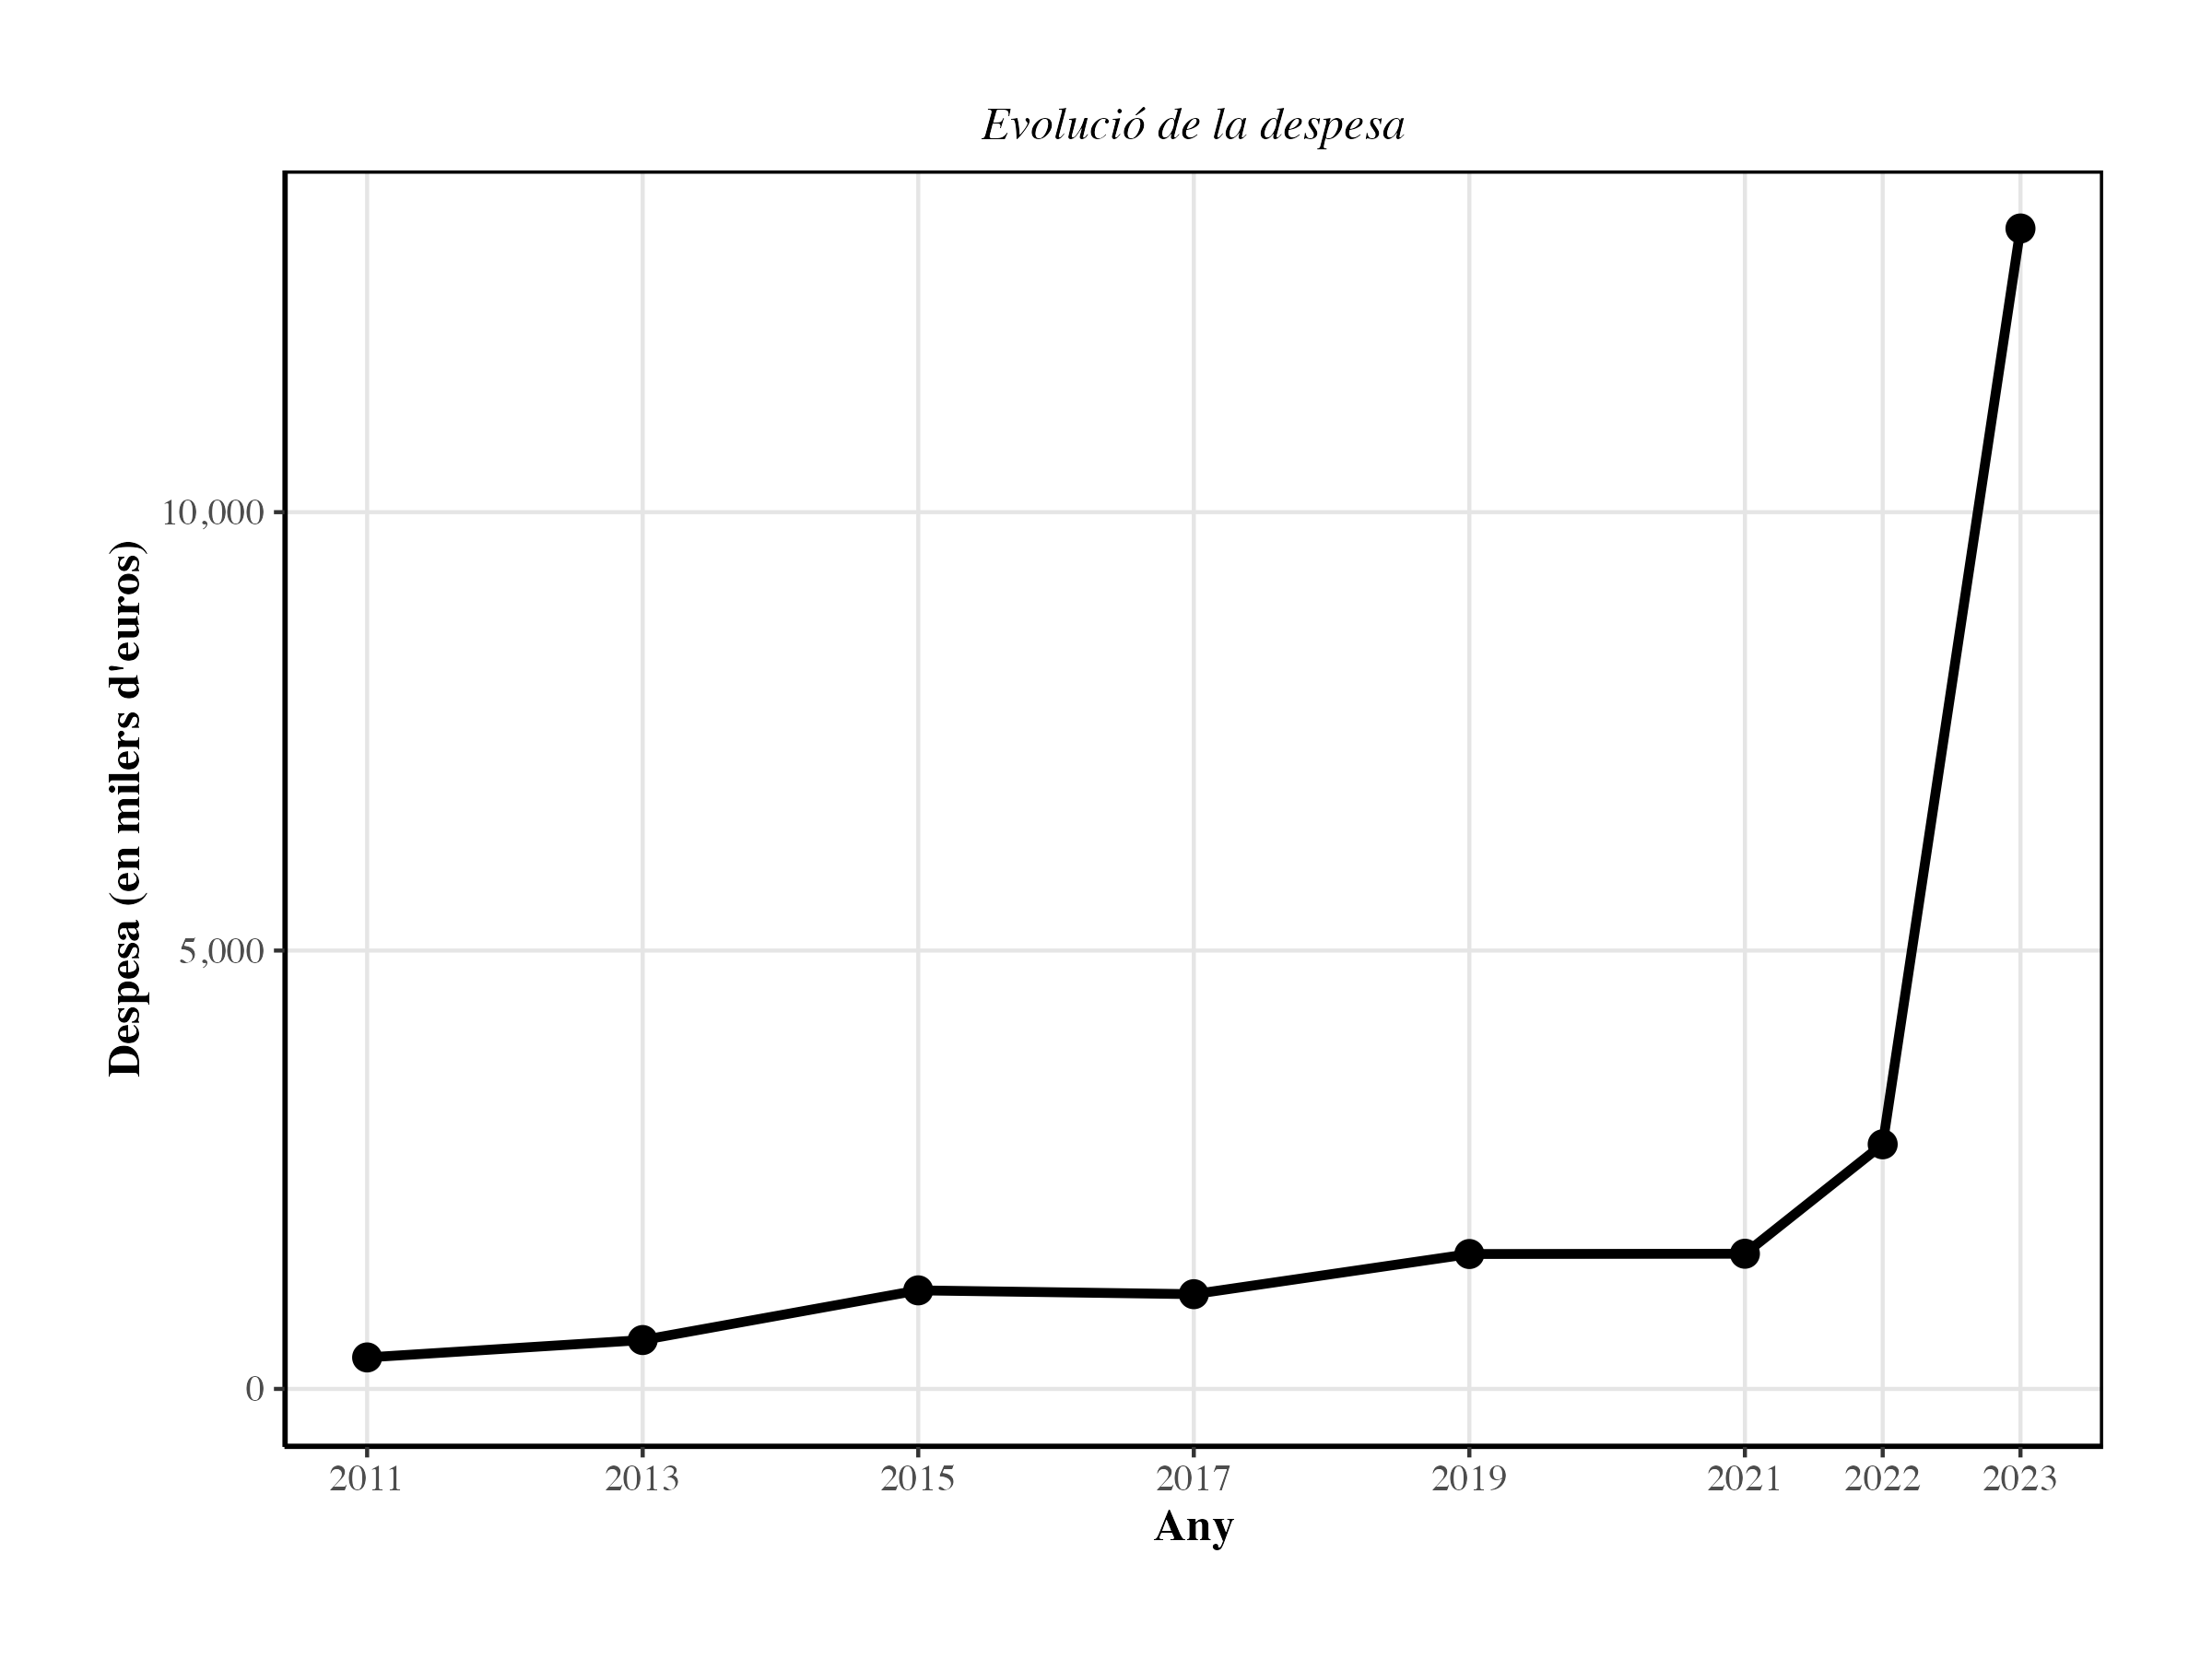 Evolució de la despesa
Despesa (en milers d'euros)
10,000
5,000
0
2011 2013 2015 2017 2019 2021 2022 2023
Any